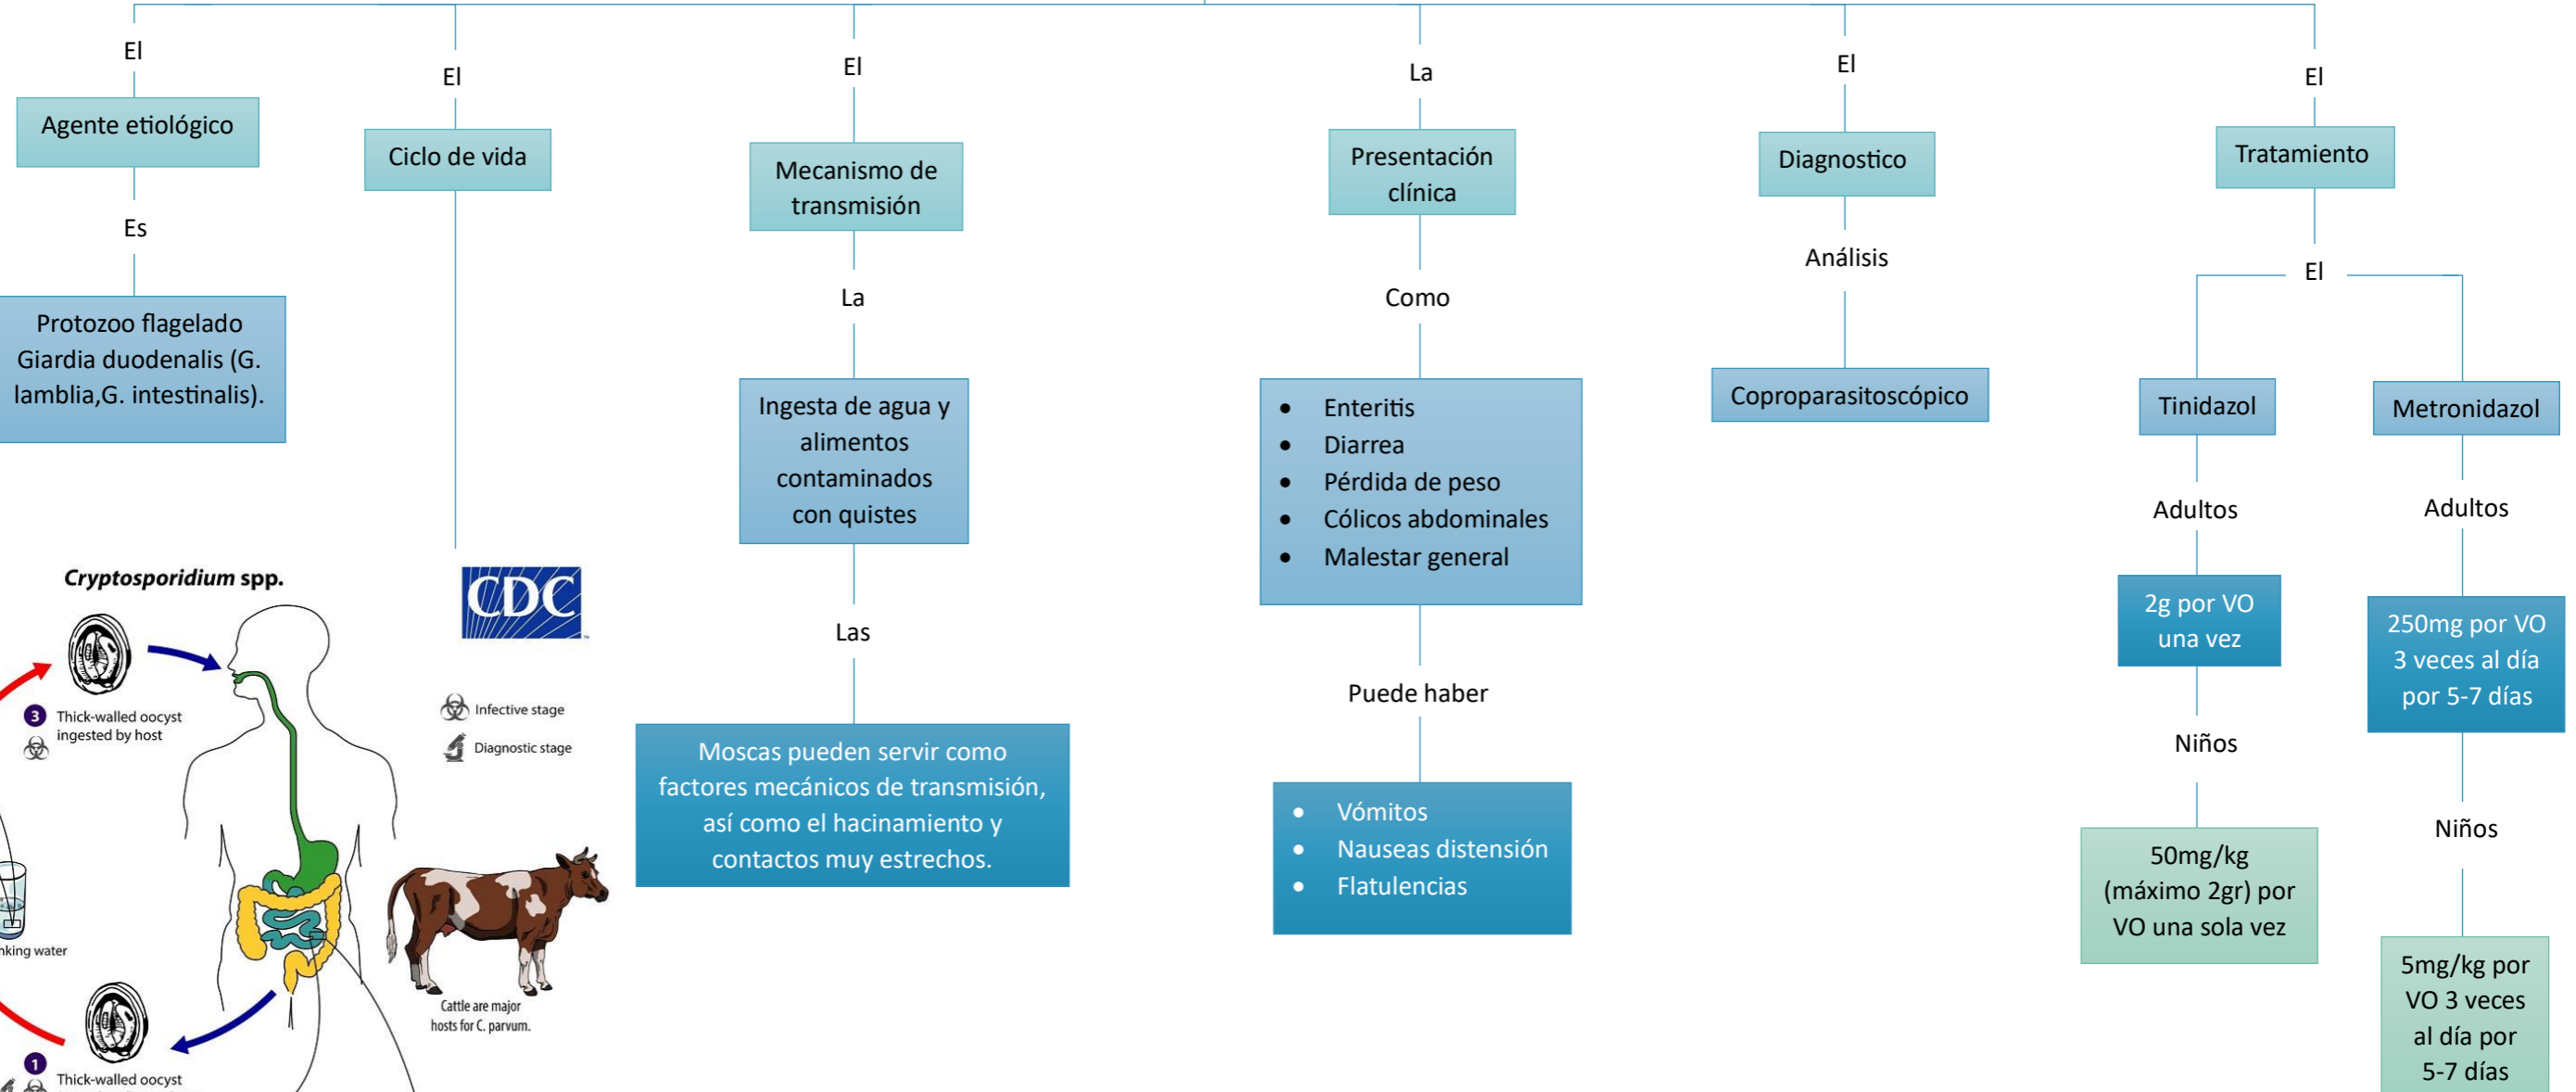 El
Agente etiológico
Es
Protozoo flagelado
Giardia duodenalis (G.
lamblia,G. intestinalis).
El
Ciclo de vida
Cryptosporidium spp.
CDC
Infective stage
Diagnostic stage
3
Thick-walled oocyst
ingested by host
water
Cattle are major
hosts for C. parvum.
1
Thick-walled oocyst
El
Mecanismo de
transmisión
La
Ingesta de agua y
alimentos
contaminados
con quistes
Las
Moscas pueden servir como
factores mecánicos de transmisión,
así como el hacinamiento y
contactos muy estrechos.
La
Presentación
clínica
Como
• Enteritis
• Diarrea
• Pérdida de peso
• Cólicos abdominales
• Malestar general
Puede haber
• Vómitos
• Nauseas distensión
• Flatulencias
El
Diagnostico
Análisis
Coproparasitoscópico
El
Tratamiento
El
Tinidazol
Adultos
2g por VO
una vez
Niños
50mg/kg
(máximo 2gr) por
VO una sola vez
Metronidazol
Adultos
250mg por VO
3 veces al día
por 5-7 días
Niños
5mg/kg por
VO 3 veces
al día por
5-7 días